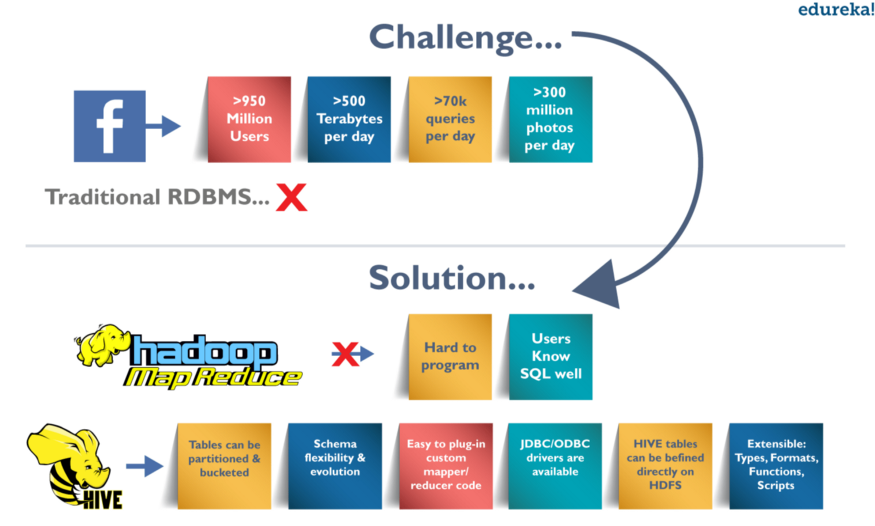 edureka!
Challenge...
f
>950
Million
Users
>500
Terabytes
per day
>70k
queries
per day
>300
million
photos
per day
Traditional RDBMS... X
Solution...
hadoop
Map Reduce
X
Hard to
program
Users
Know
SQL well
HIVE
Tables can be
partitioned &
bucketed
Schema
flexibility &
evolution
Easy to plug-in
custom
mapper/
reducer code
JDBC/ODBC
drivers are
available
HIVE tables
can be befined
directly on
HDFS
Extensible:
Types, Formats,
Functions,
Scripts